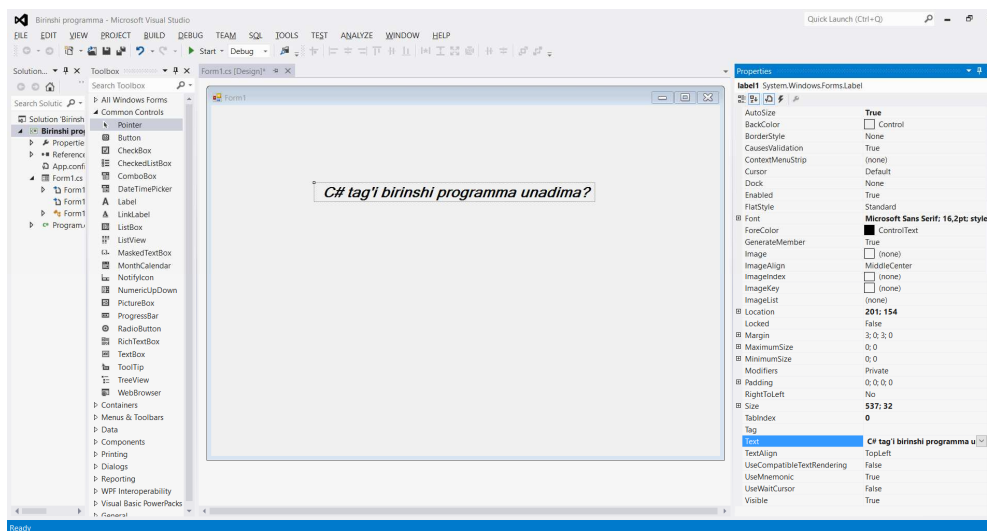 Birinshi programma - Microsoft Visual Studio
Quick Launch (Ctrl+Q)
FILE EDIT VIEW PROJECT BUILD DEBUG TEAM SQL TOOLS TEST ANALYZE WINDOW HELP
Start Debug
Solution...
Search Solutic
Solution 'Birinsh
Birinshi pro
Propertie
Reference
App.confi
Form1.cs
Form1
Form1
Form1
Program.
Toolbox
Search Toolbox
All Windows Forms
Common Controls
Pointer
Button
CheckBox
CheckedListBox
ComboBox
DateTimePicker
Label
LinkLabel
ListBox
ListView
MaskedTextBox
MonthCalendar
NotifyIcon
NumericUpDown
PictureBox
ProgressBar
RadioButton
RichTextBox
TextBox
ToolTip
TreeView
WebBrowser
Containers
Menus & Toolbars
Data
Components
Printing
Dialogs
Reporting
WPF Interoperability
Visual Basic PowerPacks
General
Form1.cs [Design]*
Form1
C# tag'i birinshi programma unadima?
Properties
label1 System.Windows.Forms.Label
AutoSize True
BackColor Control
BorderStyle None
CausesValidation True
ContextMenuStrip (none)
Cursor Default
Dock None
Enabled True
FlatStyle Standard
Font Microsoft Sans Serif; 16,2pt; style
ForeColor ControlText
GenerateMember True
Image (none)
ImageAlign MiddleCenter
ImageIndex (none)
ImageKey (none)
ImageList (none)
Location 201; 154
Locked False
Margin 3; 0; 3; 0
MaximumSize 0; 0
MinimumSize 0; 0
Modifiers Private
Padding 0; 0; 0; 0
RightToLeft No
Size 537; 32
TabIndex 0
Tag
Text C# tag'i birinshi programma u
TextAlign TopLeft
UseCompatibleTextRendering False
UseMnemonic True
UseWaitCursor False
Visible True
Ready